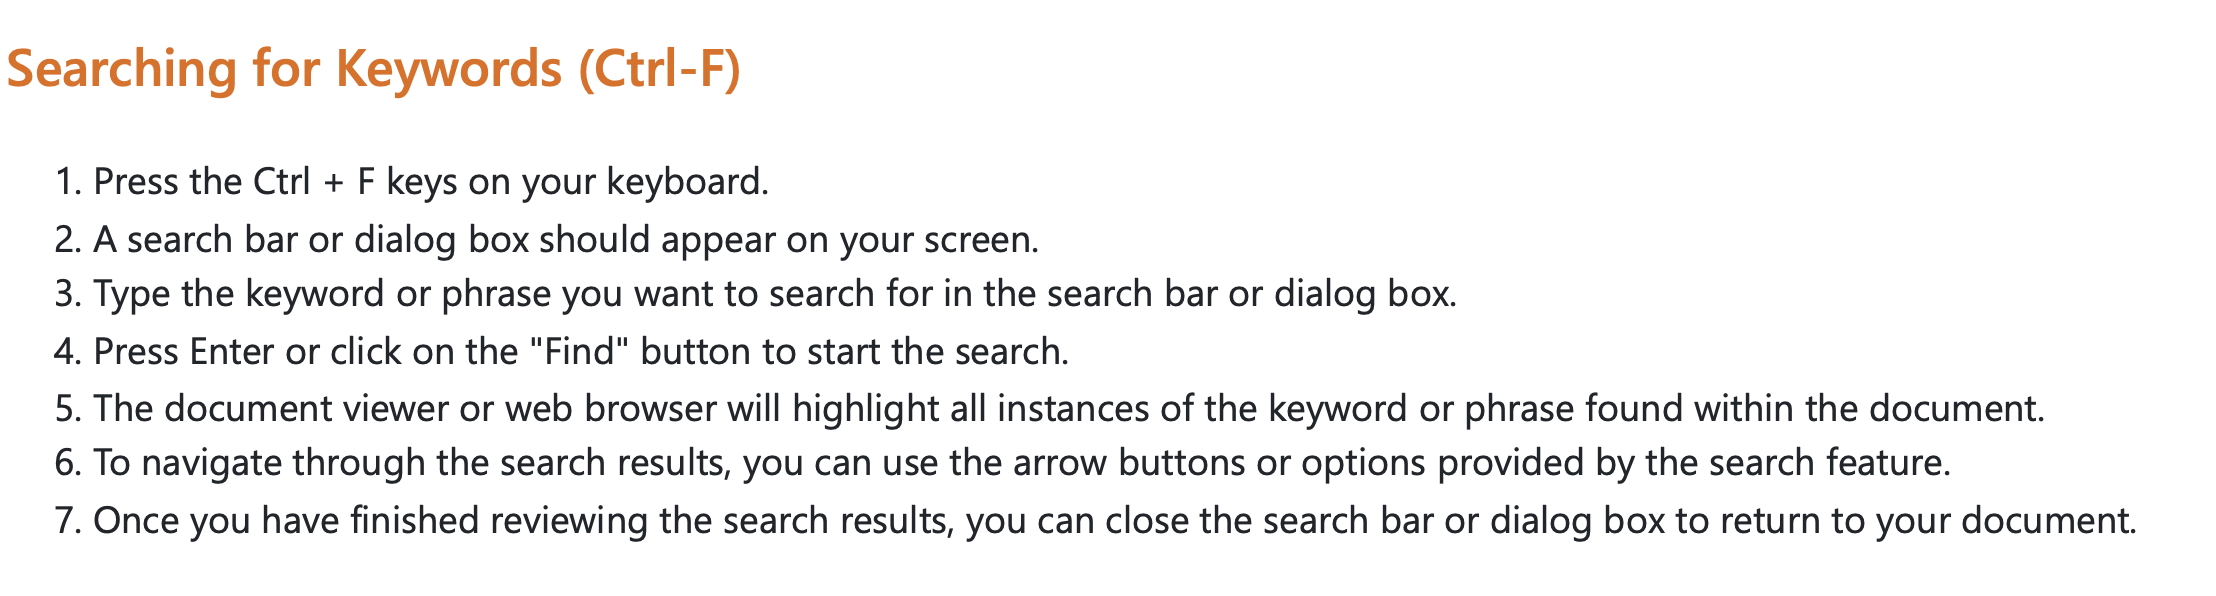 Searching for Keywords (Ctrl-F)
1. Press the Ctrl + F keys on your keyboard.
2. A search bar or dialog box should appear on your screen.
3. Type the keyword or phrase you want to search for in the search bar or dialog box.
4. Press Enter or click on the "Find" button to start the search.
5. The document viewer or web browser will highlight all instances of the keyword or phrase found within the document.
6. To navigate through the search results, you can use the arrow buttons or options provided by the search feature.
7. Once you have finished reviewing the search results, you can close the search bar or dialog box to return to your document.